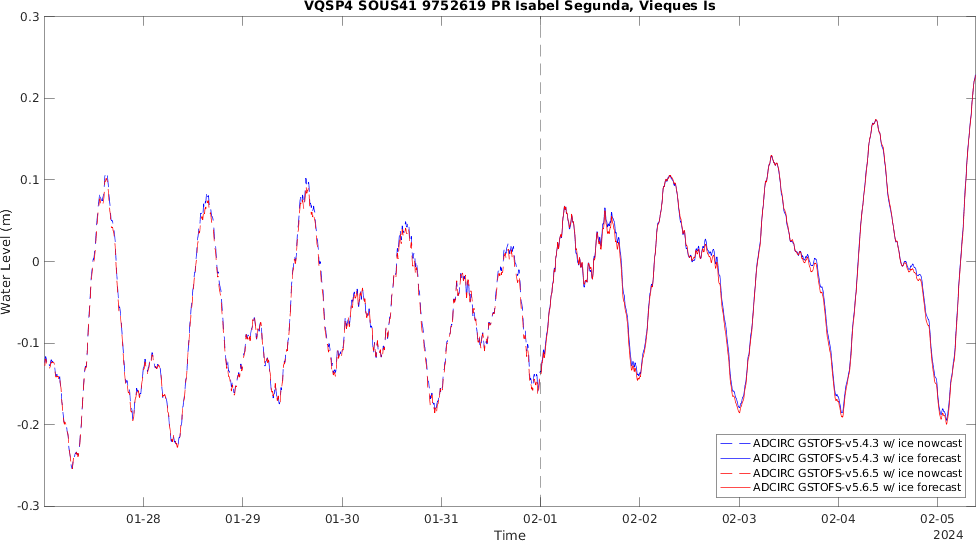 VQSP4 SOUS41 9752619 PR Isabel Segunda, Vieques Is
0.3
0.2
0.1
0
-0.1
-0.2
-0.3
Water Level (m)
ADCIRC GSTOFS-v5.4.3 w/ ice nowcast
ADCIRC GSTOFS-v5.4.3 w/ ice forecast
ADCIRC GSTOFS-v5.6.5 w/ ice nowcast
ADCIRC GSTOFS-v5.6.5 w/ ice forecast
01-28 01-29 01-30 01-31 02-01 02-02 02-03 02-04 02-05
Time
2024